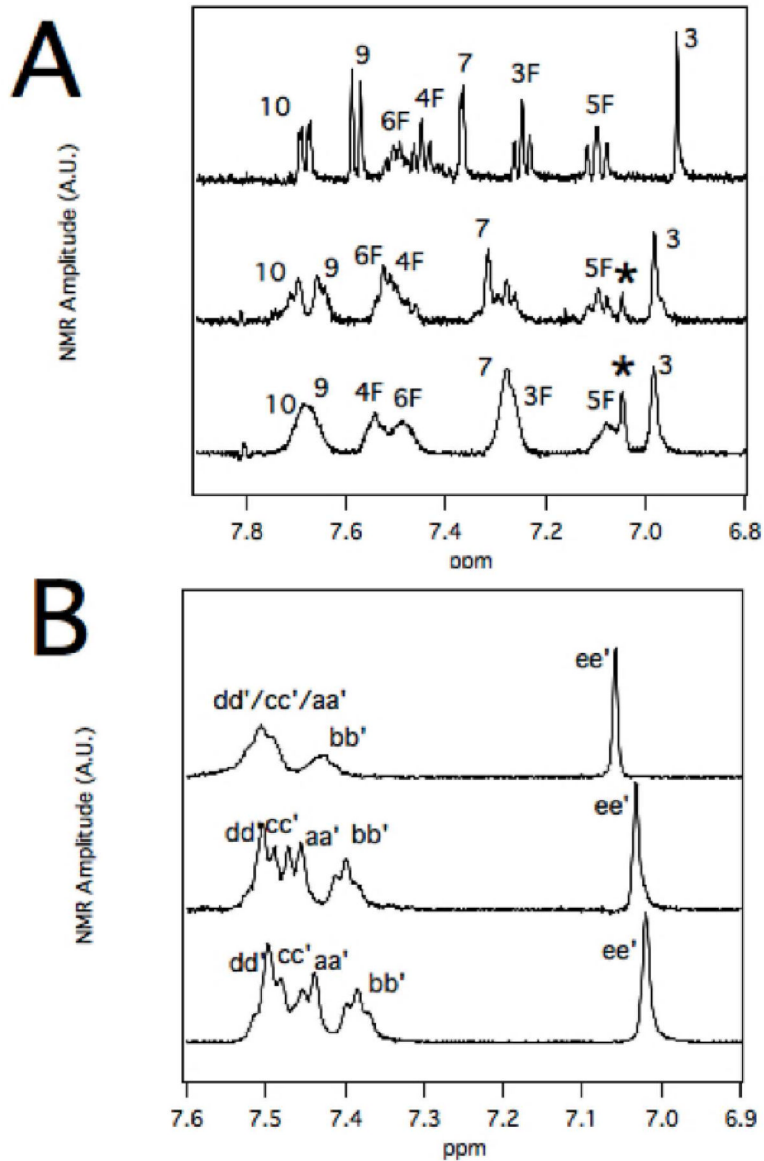 A
NMR Amplitude (A.U.)
10 9 6F 4F 7 3F 5F 3
10 9 6F 4F 7 5F * 3
10 9 4F 6F 7 3F 5F * 3
7.8 7.6 7.4 7.2 7.0 6.8
ppm
B
NMR Amplitude (A.U.)
dd'/cc'/aa' bb' ee'
dd' cc' aa' bb' ee'
dd' cc' aa' bb' ee'
7.6 7.5 7.4 7.3 7.2 7.1 7.0 6.9
ppm